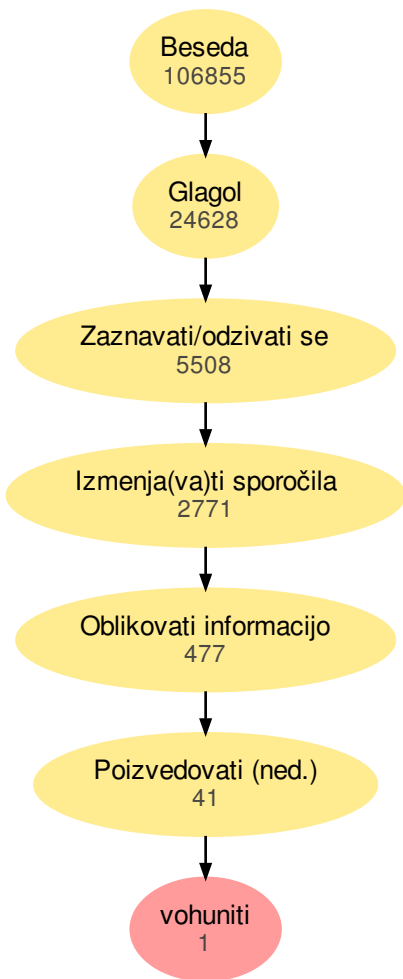 Beseda
106855
Glagol
24628
Zaznavati/odzivati se
5508
Izmenja(va)ti sporočila
2771
Oblikovati informacijo
477
Poizvedovati (ned.)
41
vohuniti
1